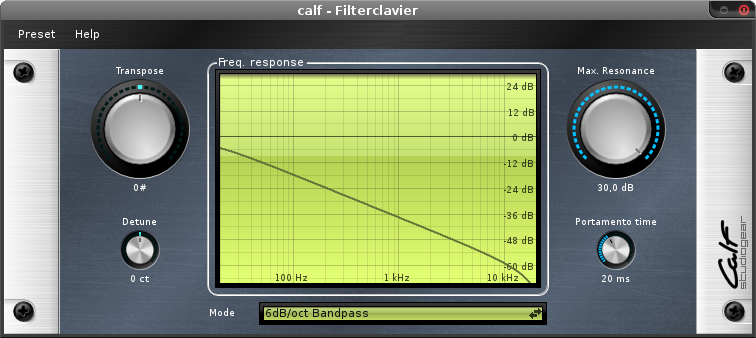 calf - Filterclavier
Preset Help
Transpose
0#
Detune
0 ct
Freq. response
24 dB
12 dB
0 dB
-12 dB
-24 dB
-36 dB
-48 dB
-60 dB
100 Hz 1 kHz 10 kHz
Mode
6dB/oct Bandpass
Max. Resonance
30,0 dB
Portamento time
20 ms
Calf
studiogear